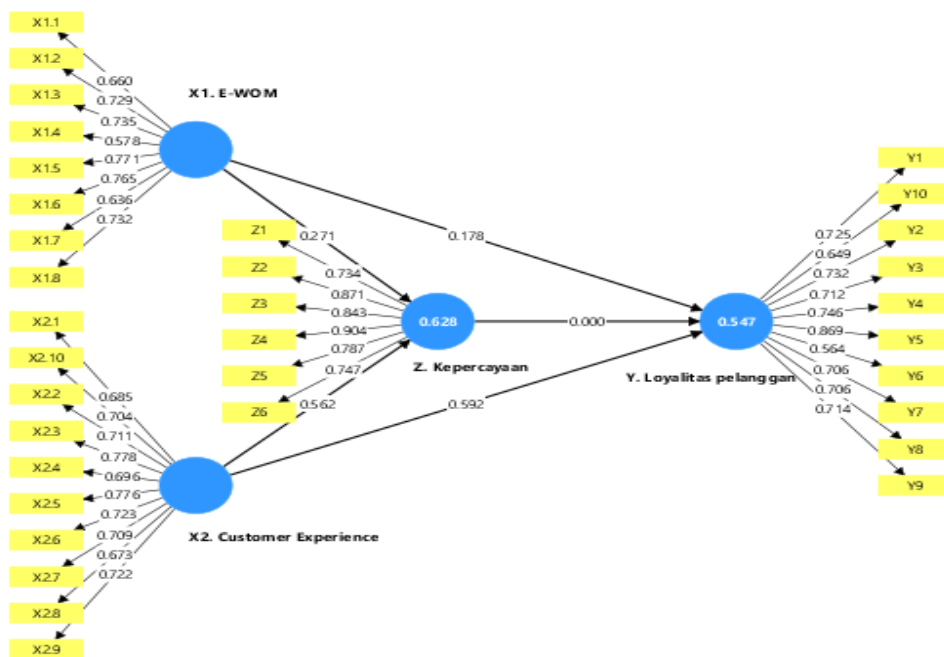 X1.1
X1.2
X1.3
X1.4
X1.5
X1.6
X1.7
X1.8
0.660
0.729
0.735
0.578
0.771
0.765
0.636
0.732
X1. E-WOM
X2.1
X2.10
X2.2
X2.3
X2.4
X2.5
X2.6
X2.7
X2.8
X2.9
0.685
0.704
0.711
0.778
0.696
0.776
0.723
0.709
0.673
0.722
X2. Customer Experience
0.271
0.178
0.562
0.592
0.000
Z1
Z2
Z3
Z4
Z5
Z6
0.734
0.871
0.843
0.904
0.787
0.747
0.628
Z. Kepercayaan
0.547
Y. Loyalitas pelanggan
0.725
0.649
0.732
0.712
0.746
0.869
0.564
0.706
0.706
0.714
Y1
Y10
Y2
Y3
Y4
Y5
Y6
Y7
Y8
Y9